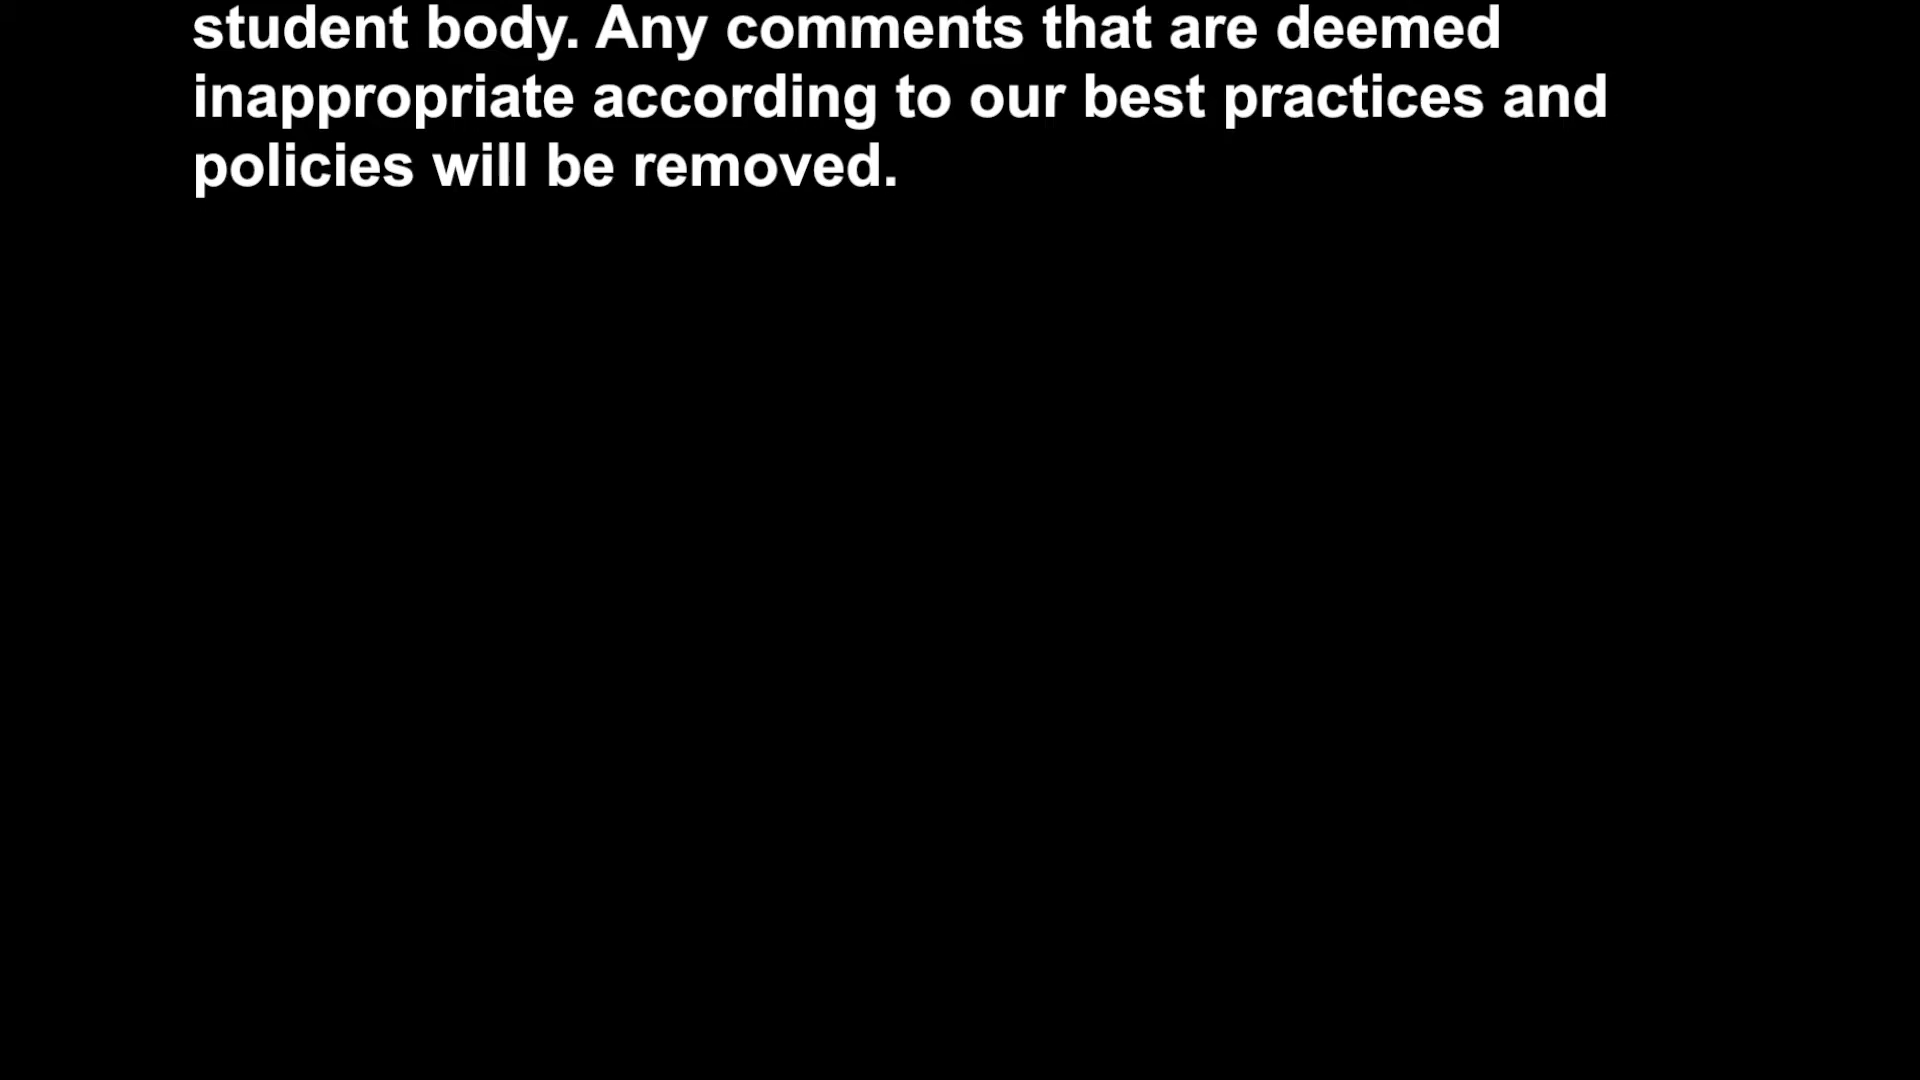 student body. Any comments that are deemed
inappropriate according to our best practices and
policies will be removed.